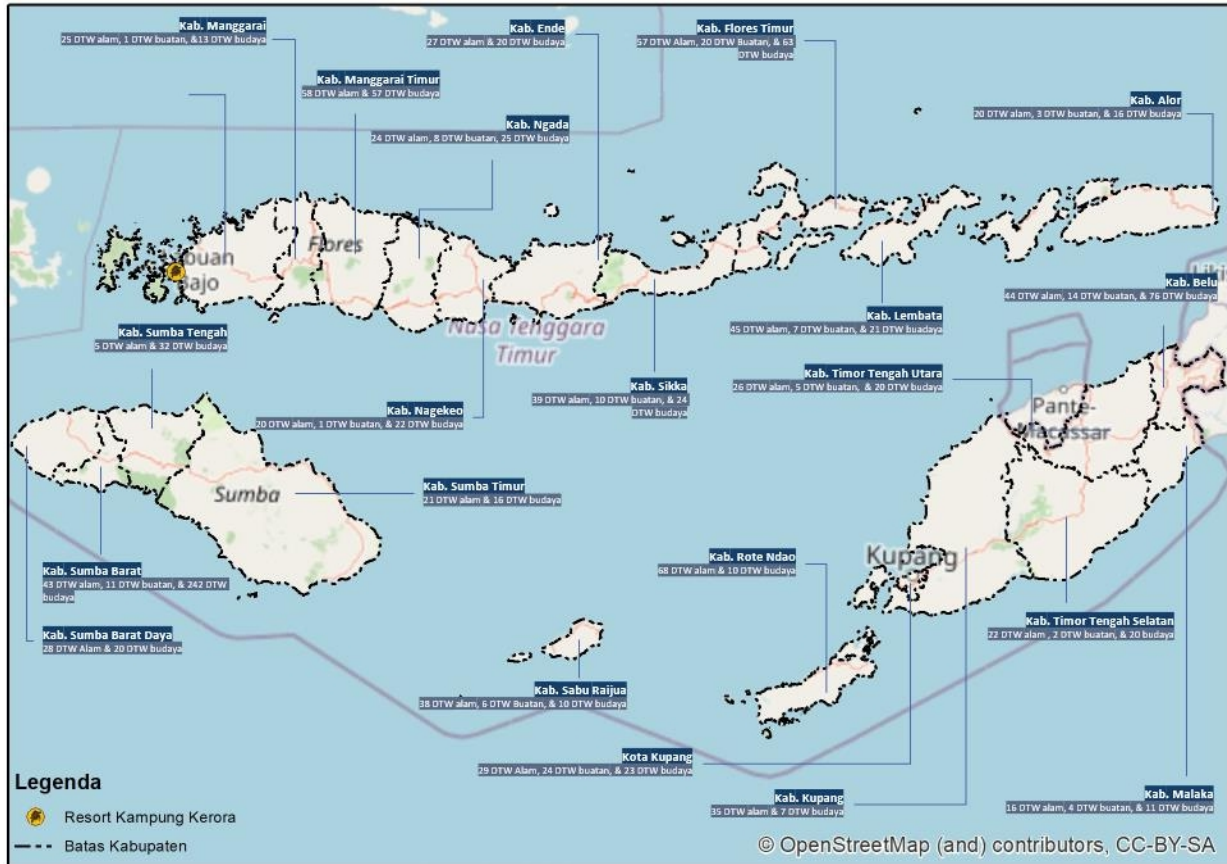 Kab. Manggarai
25 DTW alam, 1 DTW buatan, &13 DTW budaya
Kab. Ende
27 DTW alam & 20 DTW budaya
Kab. Flores Timur
57 DTW Alam, 20 DTW Buatan, & 63
DTW budaya
Kab. Manggarai Timur
58 DTW alam & 57 DTW budaya
Kab. Ngada
24 DTW alam, 8 DTW buatan, 25 DTW budaya
Kab. Alor
20 DTW alam, 3 DTW buatan, & 16 DTW budaya
Flores
Bajo
Kab. Belu
44 DTW alam, 14 DTW buatan, & 76 DTW budaya
Kab. Lembata
45 DTW alam, 7 DTW buatan, & 21 DTW buadaya
Nusa Tenggara
Timur
Kab. Sumba Tengah
5 DTW alam & 32 DTW budaya
Kab. Timor Tengah Utara
26 DTW alam, 5 DTW buatan, & 20 DTW budaya
Kab. Sikka
39 DTW alam, 10 DTW buatan, & 24
DTW budaya
Kab. Nagekeo
20 DTW alam, 1 DTW buatan, & 22 DTW budaya
Pante-
Macassar
Kab. Sumba Timur
21 DTW alam & 16 DTW budaya
Sumba
Kab. Sumba Barat
43 DTW alam, 11 DTW buatan, & 242 DTW
budaya
Kab. Rote Ndao
68 DTW alam & 10 DTW budaya
Kupang
Kab. Sumba Barat Daya
28 DTW Alam & 20 DTW budaya
Kab. Timor Tengah Selatan
22 DTW alam , 2 DTW buatan, & 20 budaya
Kab. Sabu Raijua
38 DTW alam, 6 DTW Buatan, & 10 DTW budaya
Kota Kupang
29 DTW Alam, 24 DTW buatan, & 23 DTW budaya
Kab. Kupang
35 DTW alam & 7 DTW budaya
Kab. Malaka
16 DTW alam, 4 DTW buatan, & 11 DTW budaya
Legenda
Resort Kampung Kerora
Batas Kabupaten
© OpenStreetMap (and) contributors, CC-BY-SA